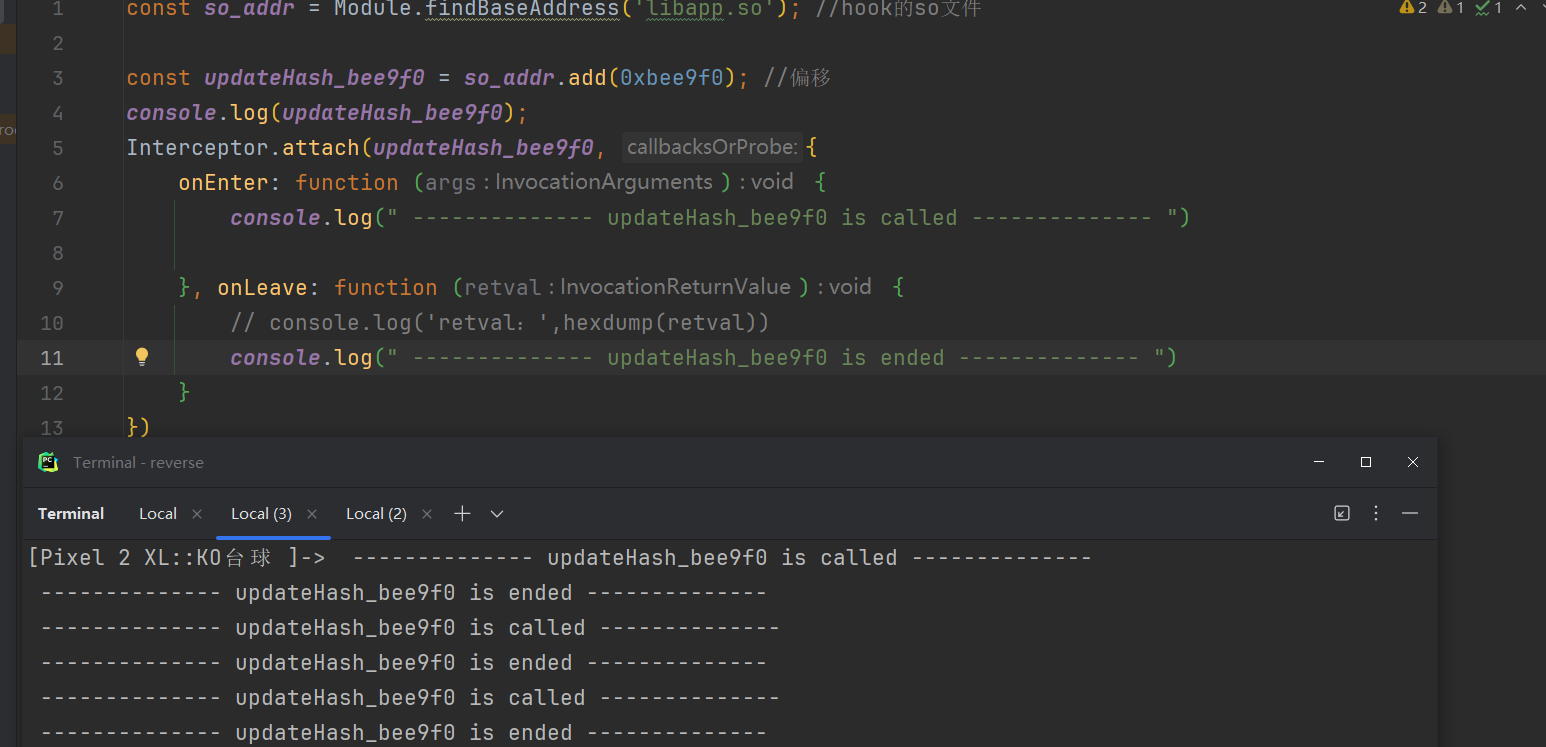 1 const so_addr = Module.findBaseAddress('libapp.so'); //hook的so文件 2 1 1
2
3 const updateHash_bee9f0 = so_addr.add(0xbee9f0); //偏移
4 console.log(updateHash_bee9f0);
5 Interceptor.attach(updateHash_bee9f0, callbacksOrProbe: {
6 onEnter: function (args : InvocationArguments ) : void {
7 console.log(" -------------- updateHash_bee9f0 is called -------------- ")
8
9 }, onLeave: function (retval : InvocationReturnValue ) : void {
10 // console.log('retval：',hexdump(retval))
11 console.log(" -------------- updateHash_bee9f0 is ended -------------- ")
12 }
13 })
PC Terminal - reverse
Terminal Local Local (3) Local (2)
[Pixel 2 XL::KO台球 ]-> -------------- updateHash_bee9f0 is called --------------
-------------- updateHash_bee9f0 is ended --------------
-------------- updateHash_bee9f0 is called --------------
-------------- updateHash_bee9f0 is ended --------------
-------------- updateHash_bee9f0 is called --------------
-------------- updateHash_bee9f0 is ended --------------